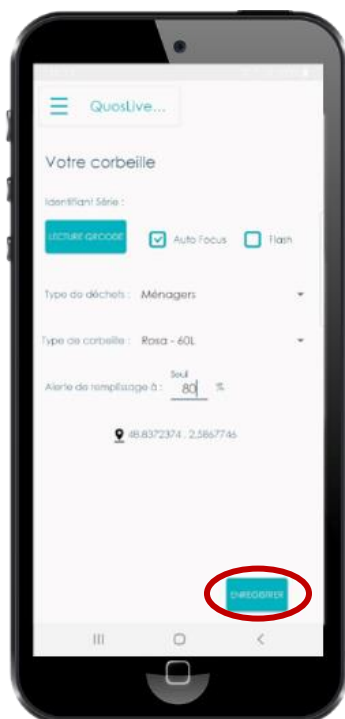 QuosLive...
Votre corbeille
Identifiant Série :
LECTURE QRCODE Auto Focus Flash
Type de déchets : Ménagers
Type de corbeille : Rosa - 60L
Seuil
Alerte de remplissage à : 80 %
48.8372374 , 2.5867746
ENREGISTRER